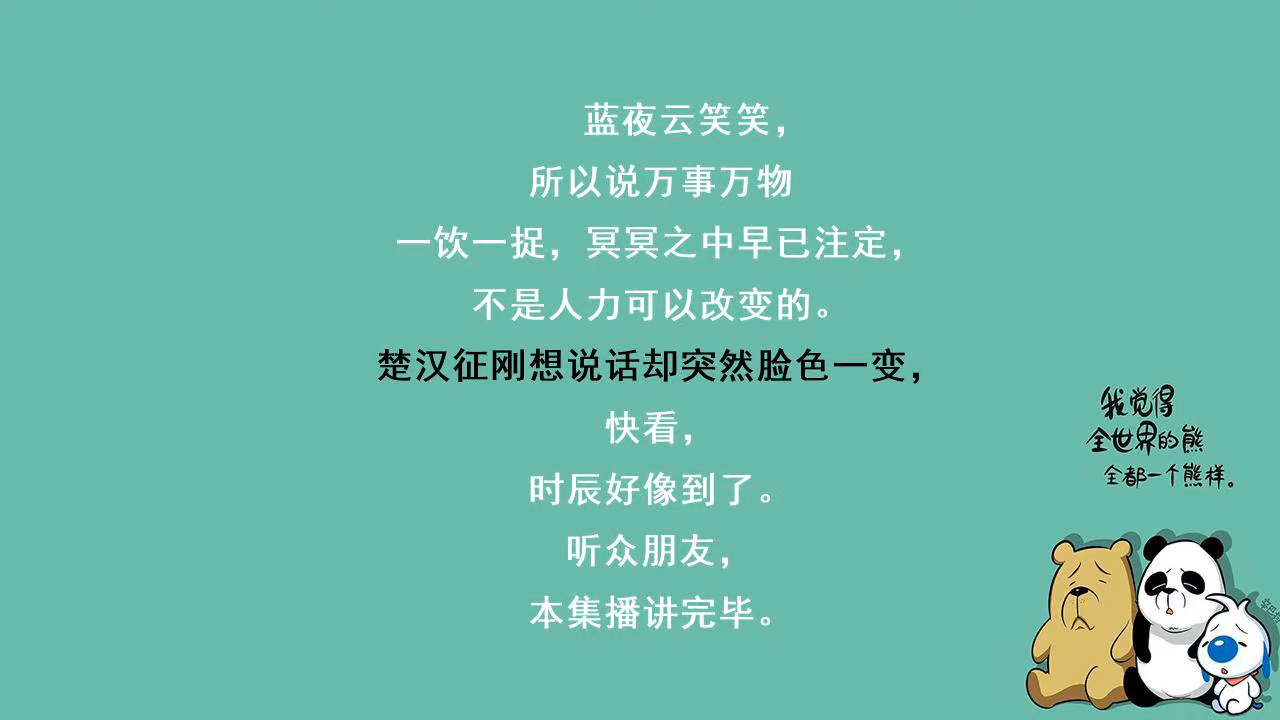 蓝夜云笑笑，
所以说万事万物
一饮一捉，冥冥之中早已注定，
不是人力可以改变的。
楚汉征刚想说话却突然脸色一变，
快看，
时辰好像到了。
听众朋友，
本集播讲完毕。
我觉得
全世界的熊
全都一个熊样。